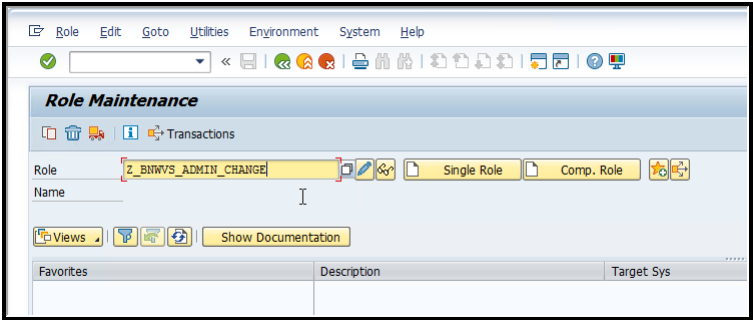 Role Edit Goto Utilities Environment System Help
Role Maintenance
Transactions
Role Z_BNWVS_ADMIN_CHANGE Single Role Comp. Role
Name
Views Show Documentation
Favorites Description Target Sys